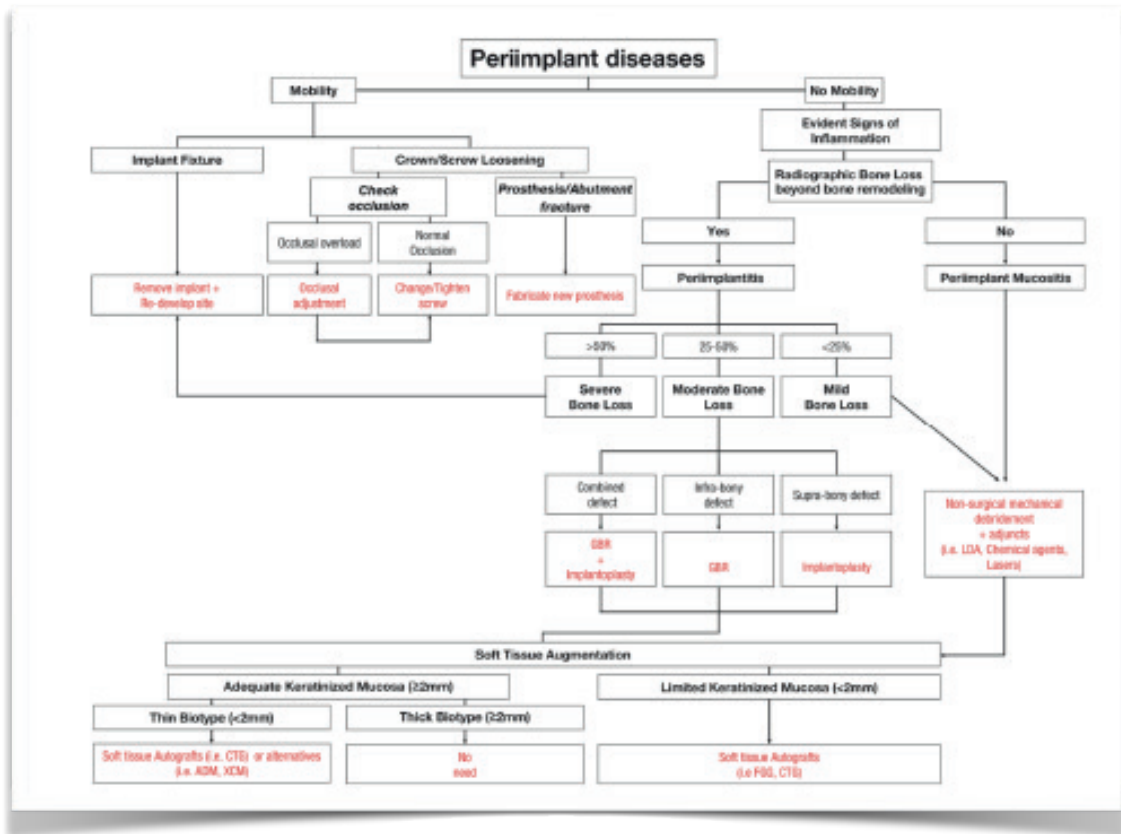 Periimplant diseases
Mobility
No Mobility
Evident Signs of
Inflammation
Implant Fixture
Crown/Screw Loosening
Radiographic Bone Loss
beyond bone remodeling
Check
occlusion
Prosthesis/Abutment
fracture
Occlusal overload
Normal
Occlusion
Yes
No
Remove implant +
Re-develop site
Occlusal
adjustment
Change/Tighten
screw
Fabricate new prosthesis
Periimplantitis
Periimplant Mucositis
>50%
25-50%
<25%
Severe
Bone Loss
Moderate Bone
Loss
Mild
Bone Loss
Combined
defect
Infra-bony
defect
Supra-bony defect
Non-surgical mechanical
debridement
+ adjuncts
(i.e. LDA, Chemical agents,
Lasers)
GBR
+
Implantoplasty
GBR
Implantoplasty
Soft Tissue Augmentation
Adequate Keratinized Mucosa (≥2mm)
Limited Keratinized Mucosa (<2mm)
Thin Biotype (<2mm)
Thick Biotype (≥2mm)
Soft tissue Autografts (i.e. CTG) or alternatives
(i.e. ADM, XCM)
No
need
Soft tissue Autografts
(i.e FGG, CTG)